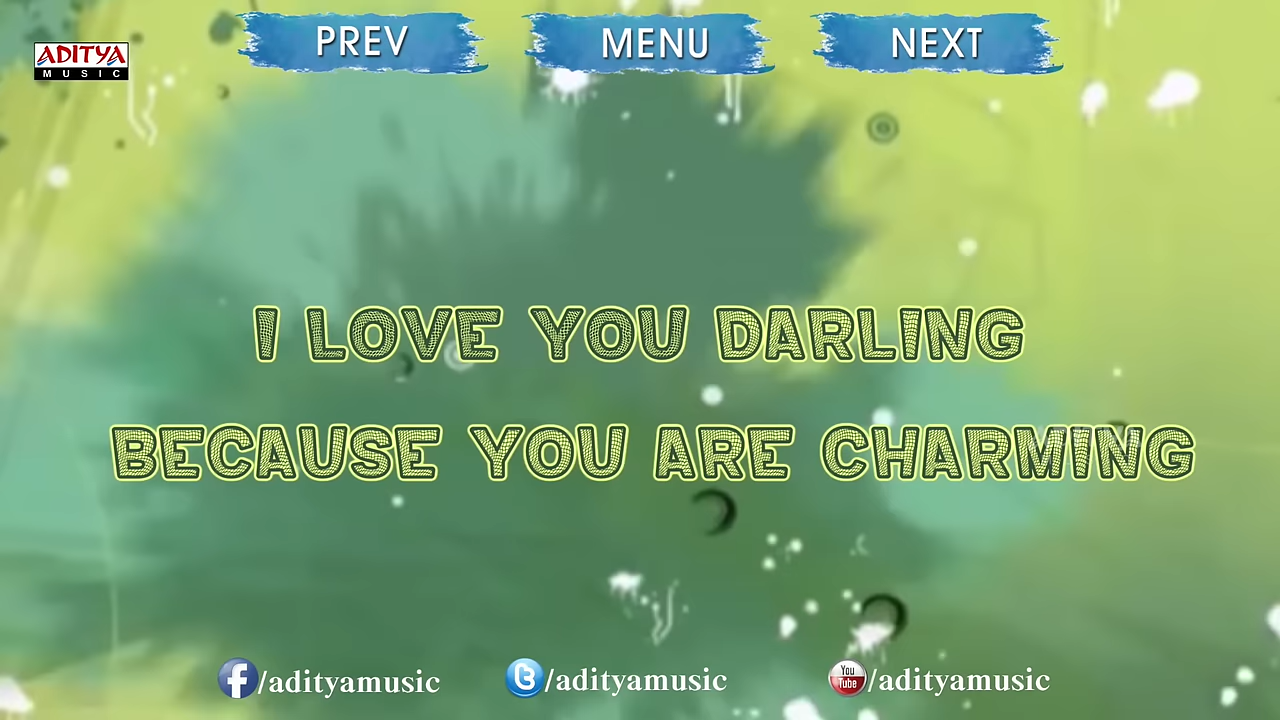 PREV MENU NEXT
ADITYA
MUSIC
I LOVE YOU DARLING
BECAUSE YOU ARE CHARMING
/adityamusic /adityamusic You Tube /adityamusic